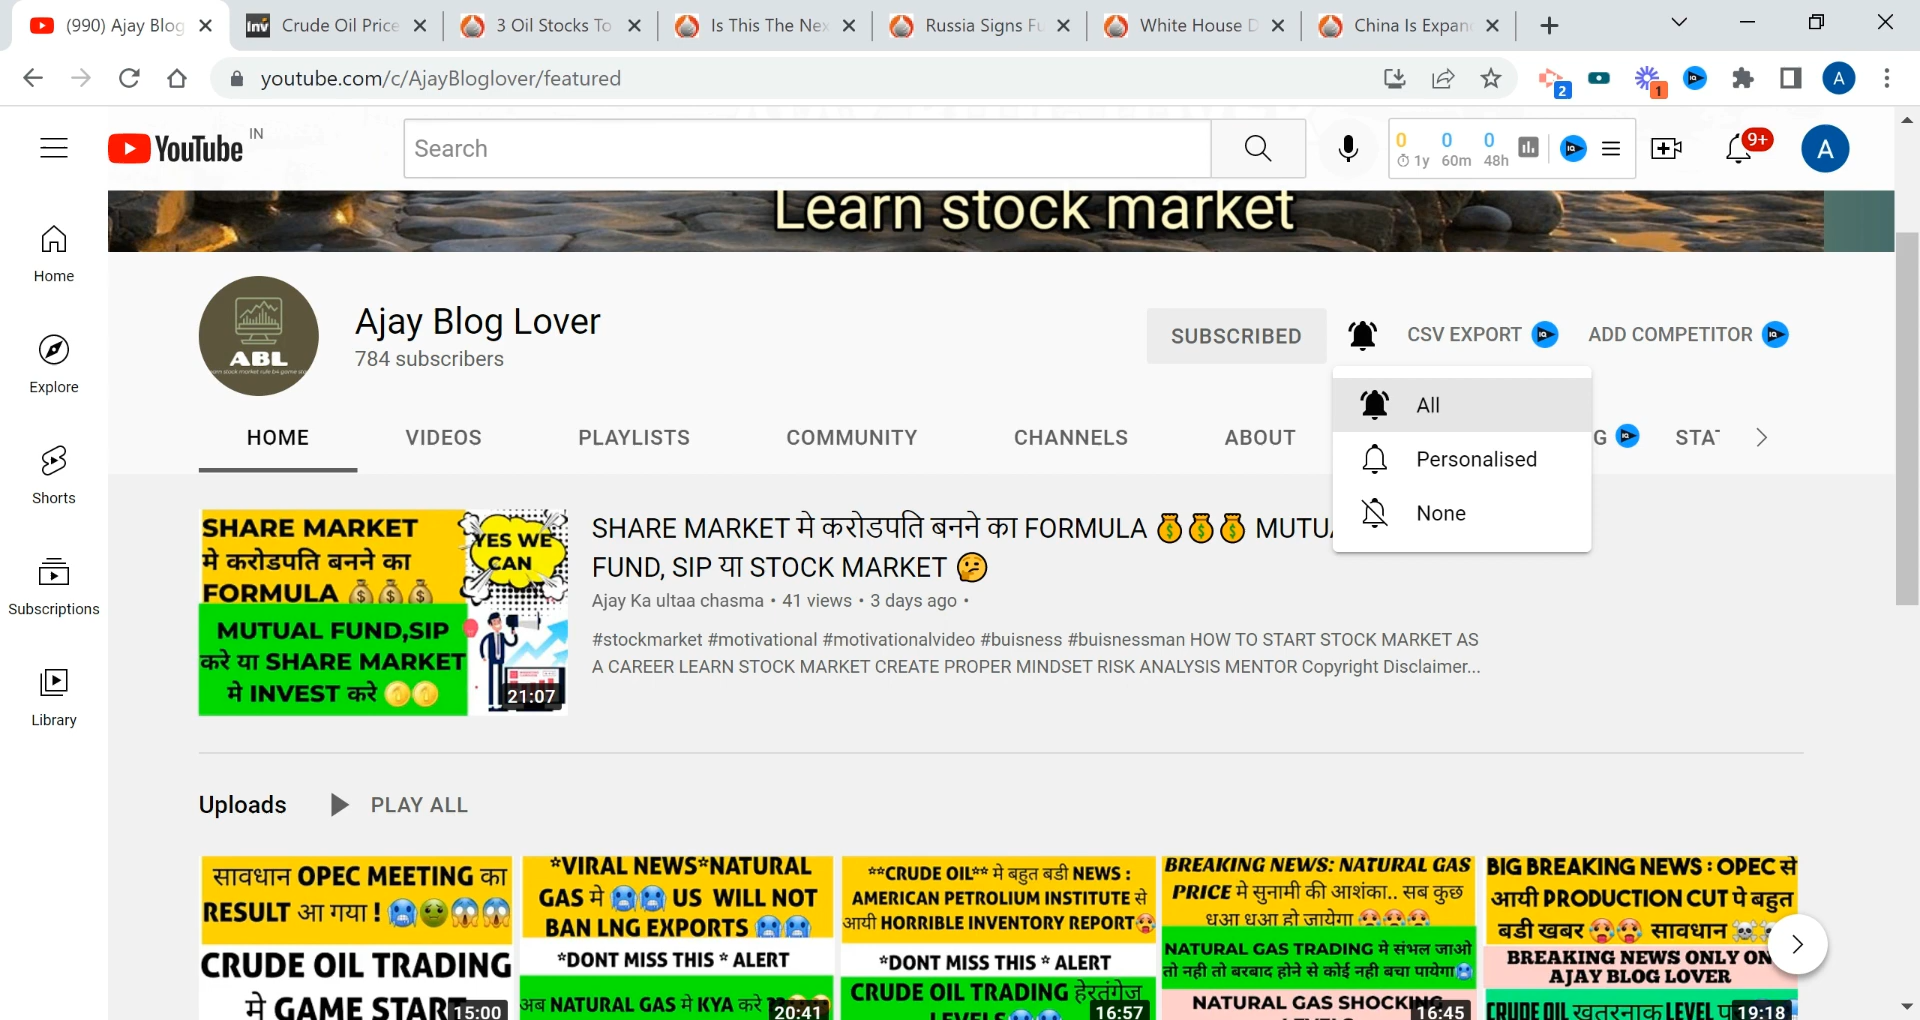 (990) Ajay Blog
Crude Oil Price
3 Oil Stocks To
Is This The Nex
Russia Signs Fu
White House D
China Is Expan
youtube.com/c/AjayBloglover/featured
2
1
A
YouTube IN
Search
0 0 0
1y 60m 48h
9+
A
Learn stock market
Home
Explore
Shorts
Subscriptions
Library
ABL
Ajay Blog Lover
784 subscribers
SUBSCRIBED
CSV EXPORT
ADD COMPETITOR
All
Personalised
None
HOME VIDEOS PLAYLISTS COMMUNITY CHANNELS ABOUT G STA
SHARE MARKET
मे करोडपति बनने का
FORMULA
YES WE
CAN
MUTUAL FUND,SIP
करे या SHARE MARKET
मे INVEST करे
21:07
SHARE MARKET मे करोडपति बनने का FORMULA 💰💰💰 MUTUA
FUND, SIP या STOCK MARKET 🤔
Ajay Ka ultaa chasma • 41 views • 3 days ago •
#stockmarket #motivational #motivationalvideo #buisness #buisnessman HOW TO START STOCK MARKET AS
A CAREER LEARN STOCK MARKET CREATE PROPER MINDSET RISK ANALYSIS MENTOR Copyright Disclaimer...
Uploads PLAY ALL
सावधान OPEC MEETING का
RESULT आ गया !
CRUDE OIL TRADING
मे GAME START
15:00
*VIRAL NEWS*NATURAL
GAS मे US WILL NOT
BAN LNG EXPORTS
*DONT MISS THIS * ALERT
अब NATURAL GAS मे KYA करे ??
20:41
**CRUDE OIL** मे बहुत बडी NEWS :
AMERICAN PETROLIUM INSTITUTE से
आयी HORRIBLE INVENTORY REPORT
*DONT MISS THIS * ALERT
CRUDE OIL TRADING हेरतंगेज
LEVELS
16:57
BREAKING NEWS: NATURAL GAS
PRICE मे सुनामी की आशंका.. सब कुछ
धुआ धुआ हो जायेगा
NATURAL GAS TRADING मे संभल जाओ
तो नही तो बरबाद होने से कोई नही बचा पायेगा
NATURAL GAS SHOCKING
16:45
BIG BREAKING NEWS : OPEC से
आयी PRODUCTION CUT पे बहुत
बडी खबर सावधान
BREAKING NEWS ONLY ON
AJAY BLOG LOVER
CRUDE OIL खतरनाक LEVEL प
19:18